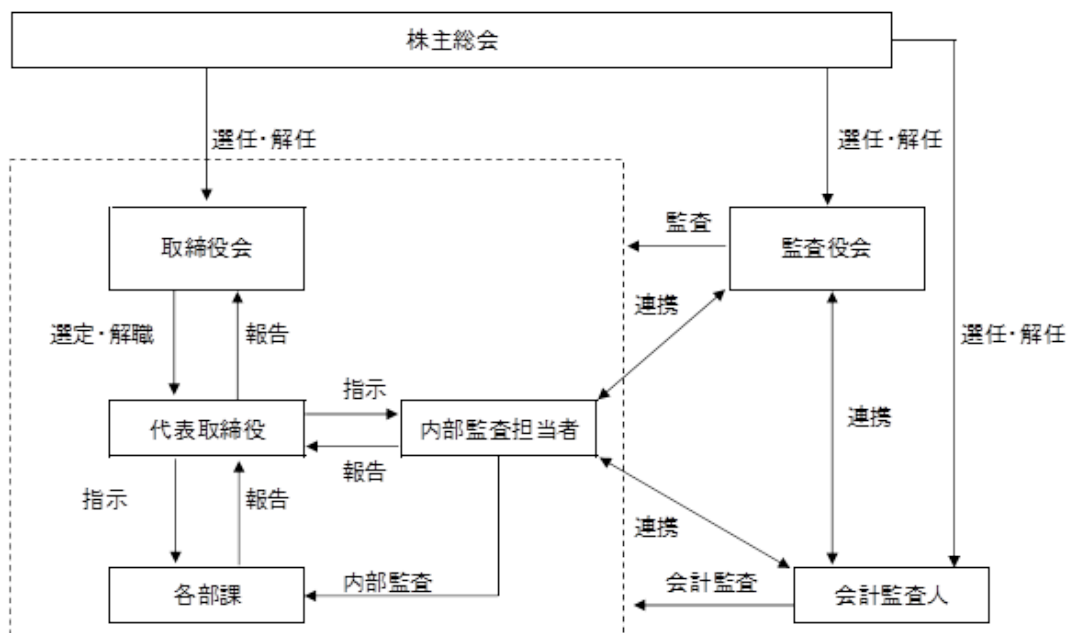 株主総会
選任・解任
選任・解任
取締役会
監査
監査役会
連携
選定・解職
報告
選任・解任
指示
代表取締役
内部監査担当者
連携
報告
指示
報告
連携
各部課
内部監査
会計監査
会計監査人